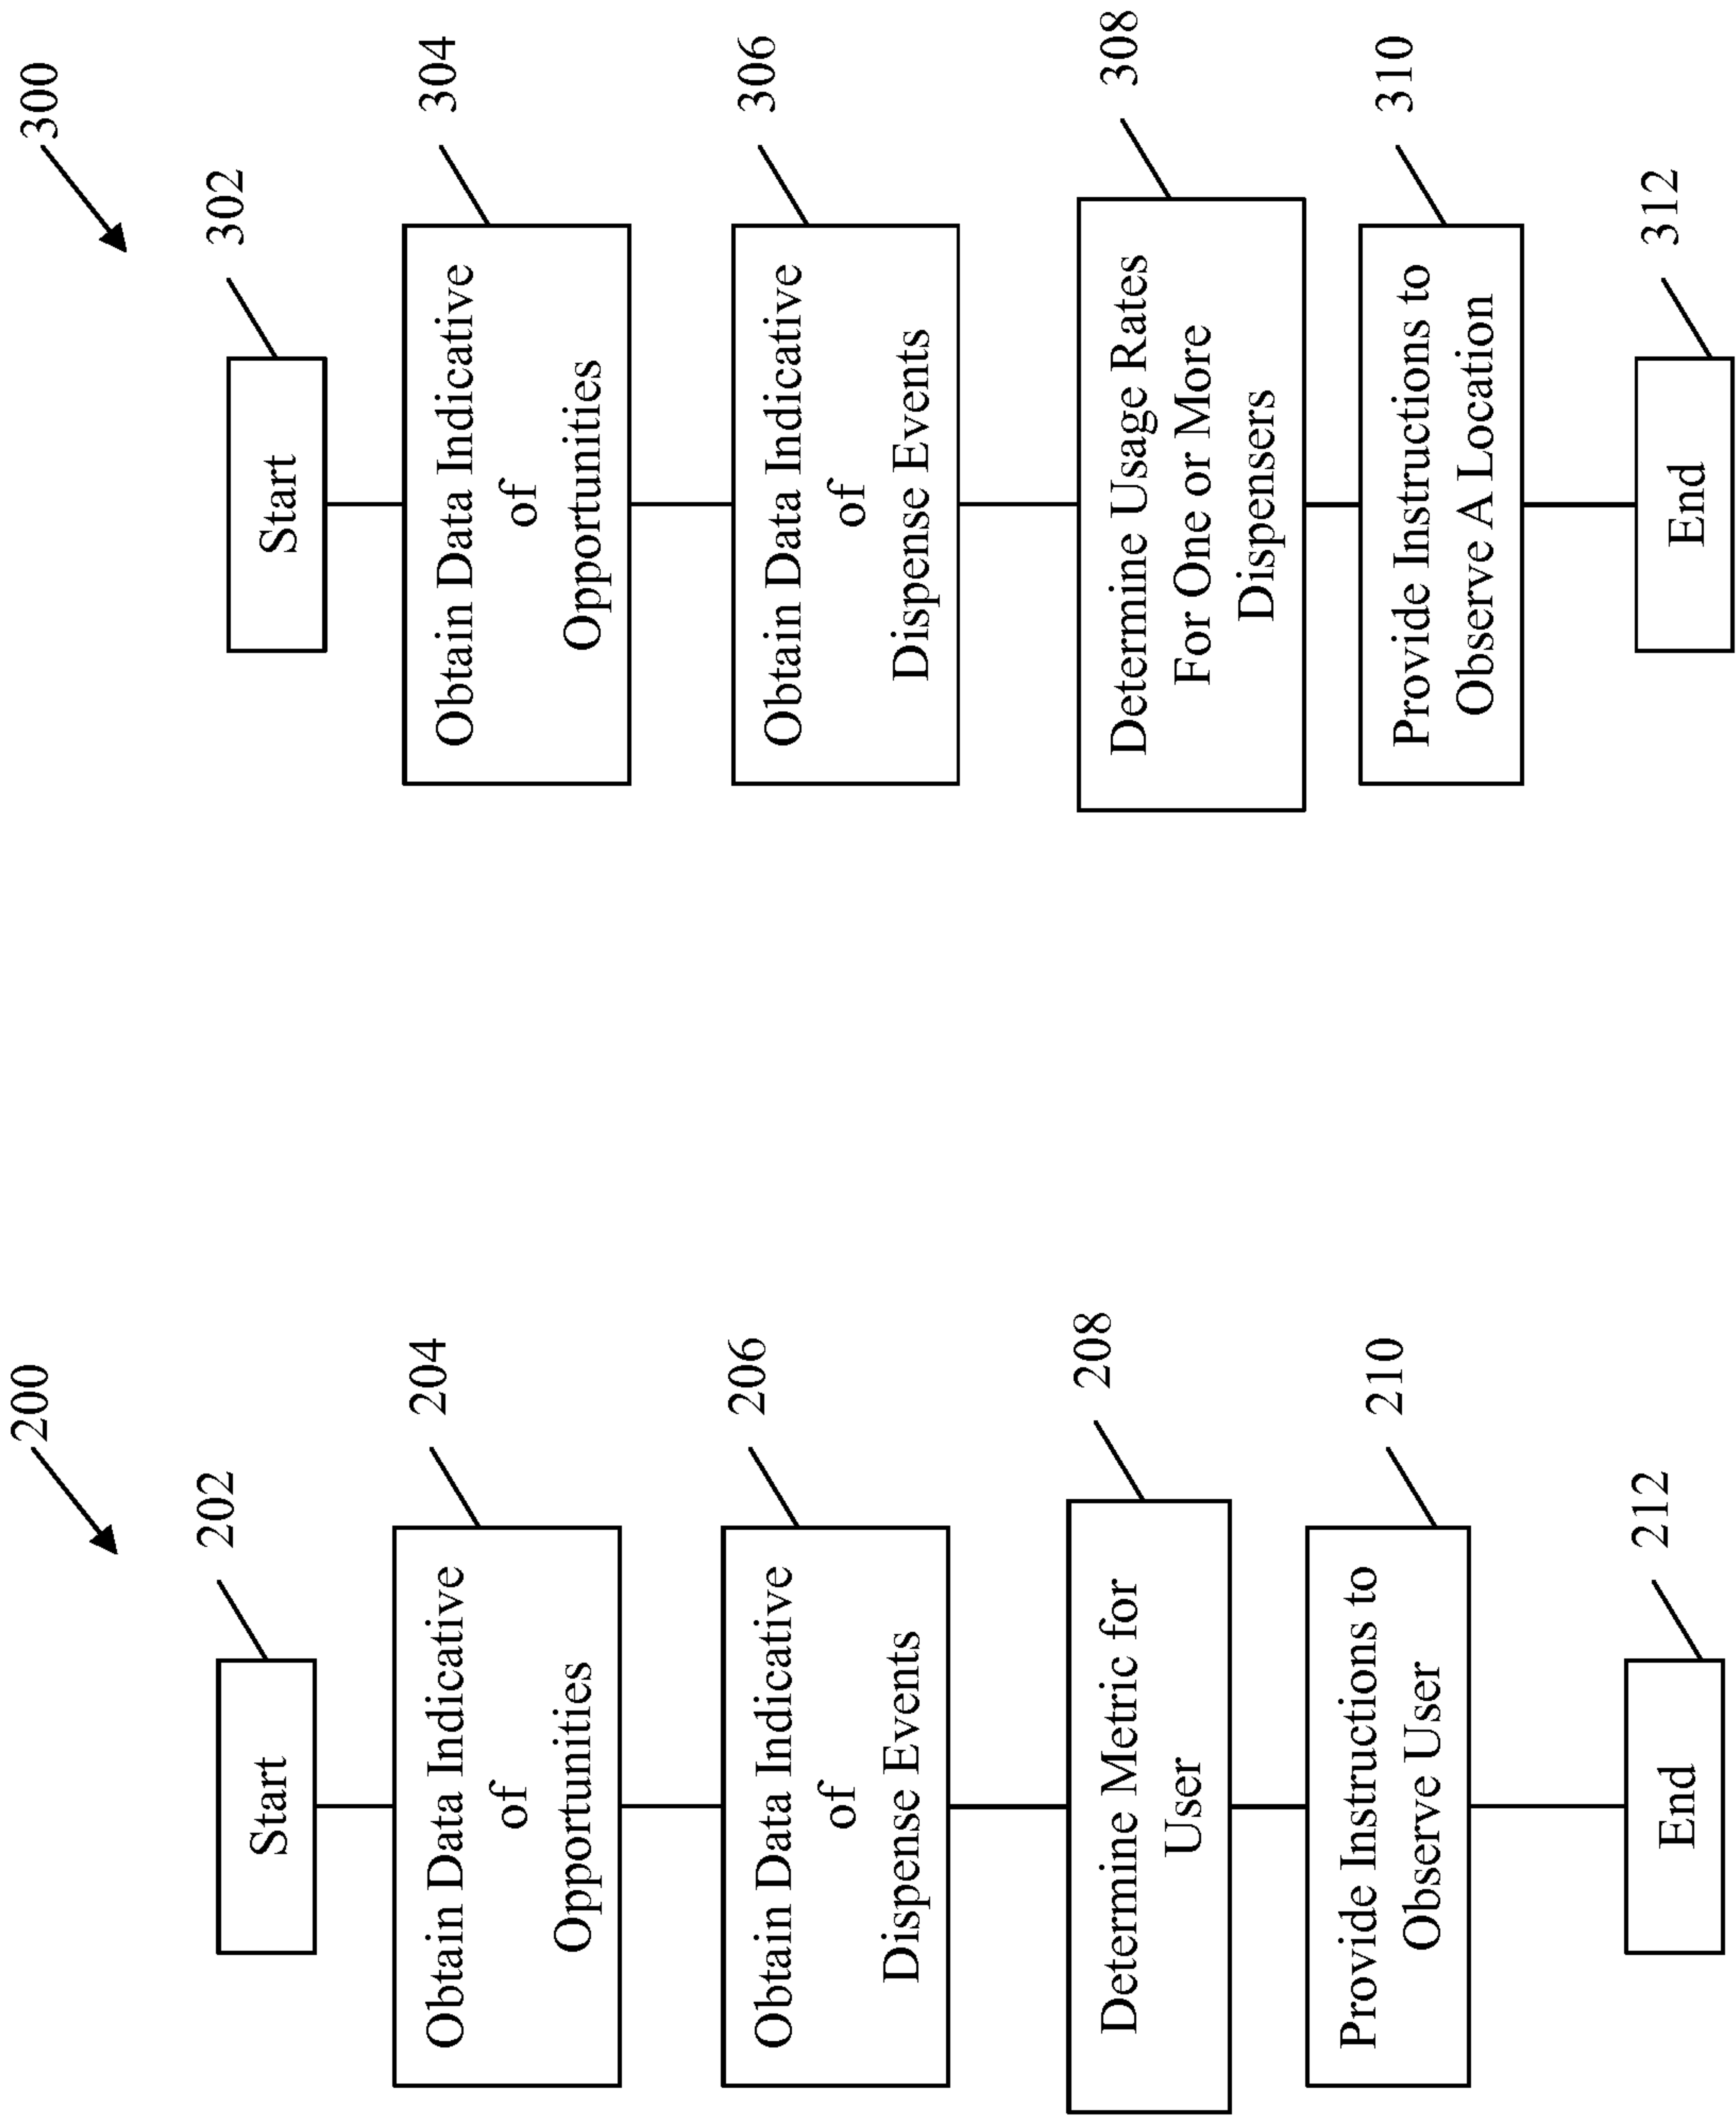 200
202
Start
204
Obtain Data Indicative
of
Opportunities
206
Obtain Data Indicative
of
Dispense Events
208
Determine Metric for
User
210
Provide Instructions to
Observe User
212
End
300
302
Start
304
Obtain Data Indicative
of
Opportunities
306
Obtain Data Indicative
of
Dispense Events
308
Determine Usage Rates
For One or More
Dispensers
310
Provide Instructions to
Observe A Location
312
End